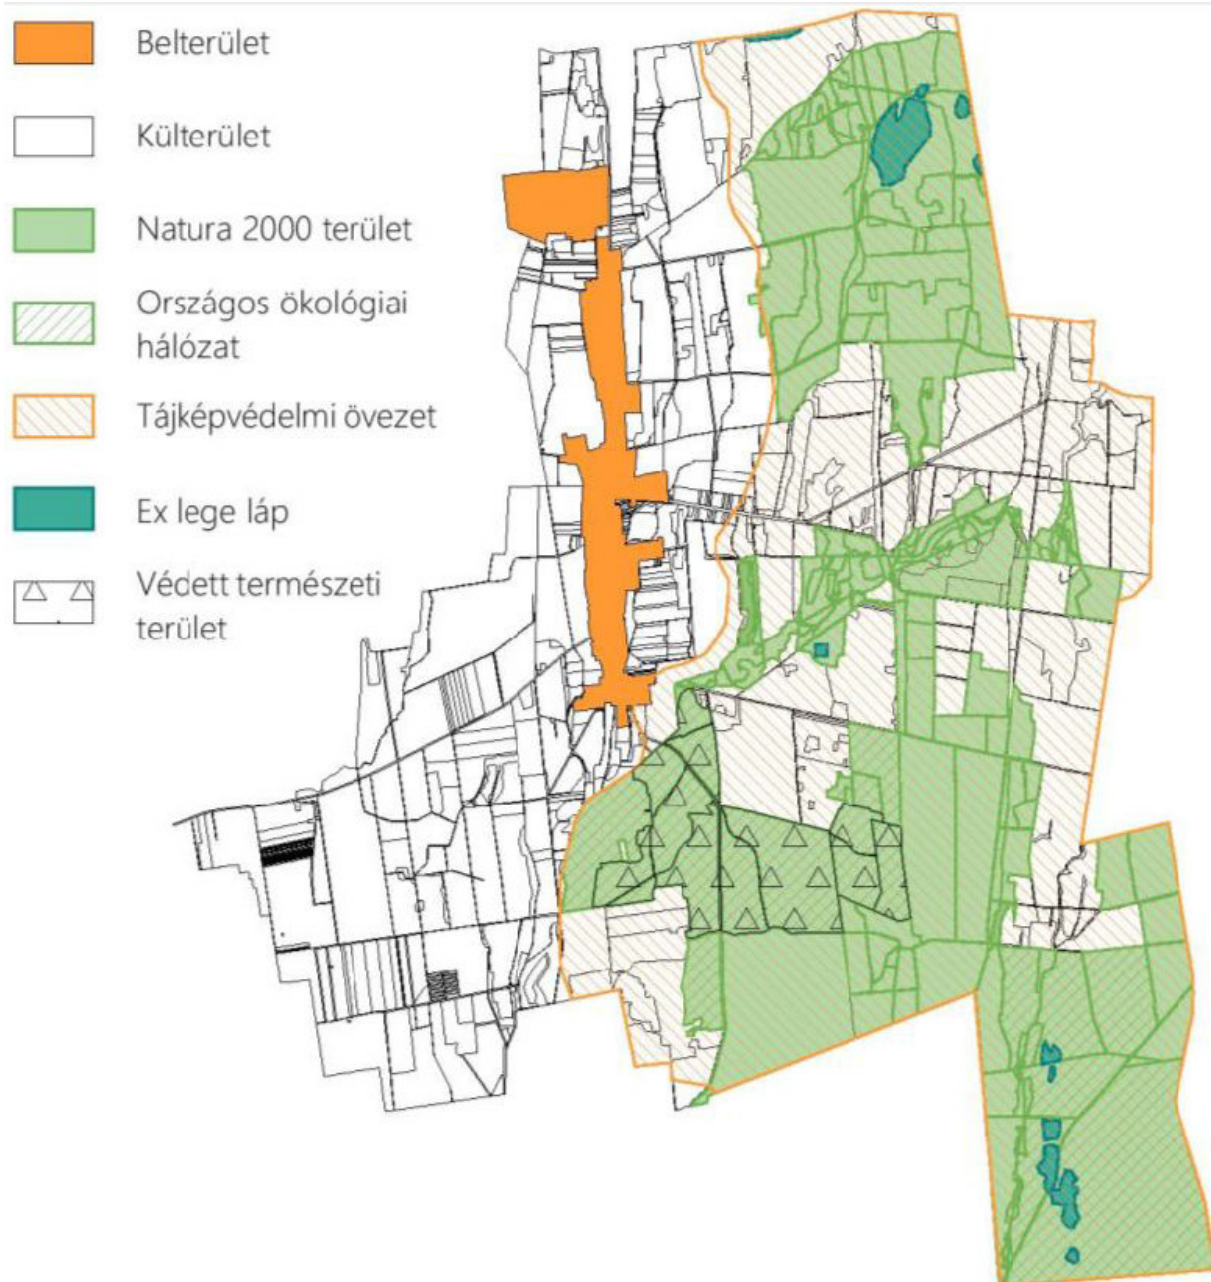 Belterület
Külterület
Natura 2000 terület
Országos ökológiai
hálózat
Tájképvédelmi övezet
Ex lege láp
Védett természeti
terület